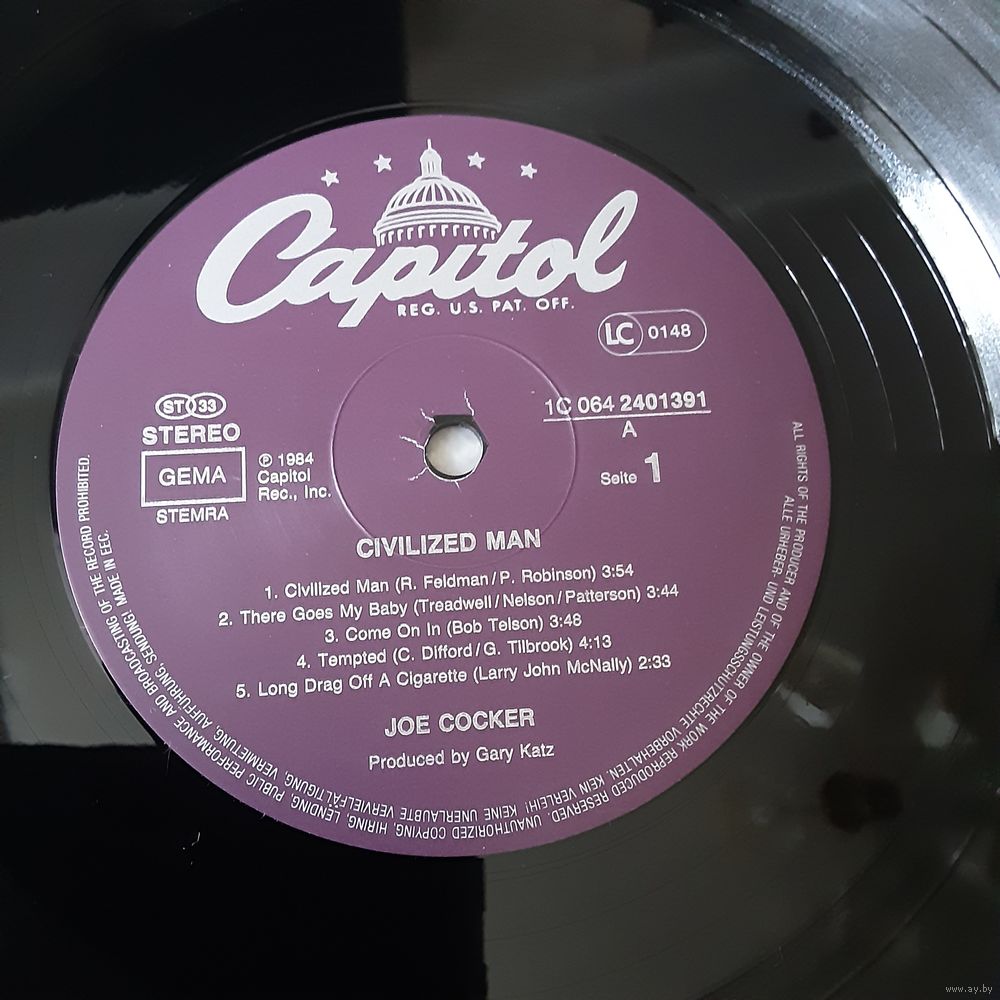 Capitol
REG. U.S. PAT. OFF.
LC 0148
ST 33
STEREO
GEMA
STEMRA
℗ 1984
Capitol
Rec., Inc.
1C 064 2401391
A
Seite 1
CIVILIZED MAN
1. Civilized Man (R. Feldman / P. Robinson) 3:54
2. There Goes My Baby (Treadwell / Nelson / Patterson) 3:44
3. Come On In (Bob Telson) 3:48
4. Tempted (C. Difford / G. Tilbrook) 4:13
5. Long Drag Off A Cigarette (Larry John McNally) 2:33
JOE COCKER
Produced by Gary Katz
ALL RIGHTS OF THE PRODUCER AND OF THE OWNER OF THE WORK REPRODUCED RESERVED. UNAUTHORIZED COPYING, HIRING, LENDING, PUBLIC PERFORMANCE AND BROADCASTING OF THE RECORD PROHIBITED.
ALLE URHEBER- UND LEISTUNGSSCHUTZRECHTE VORBEHALTEN. KEIN VERLEIH! KEINE UNERLAUBTE VERVIELFÄLTIGUNG, VERMIETUNG, AUFFÜHRUNG, SENDUNG! MADE IN EEC.
www.ay.by